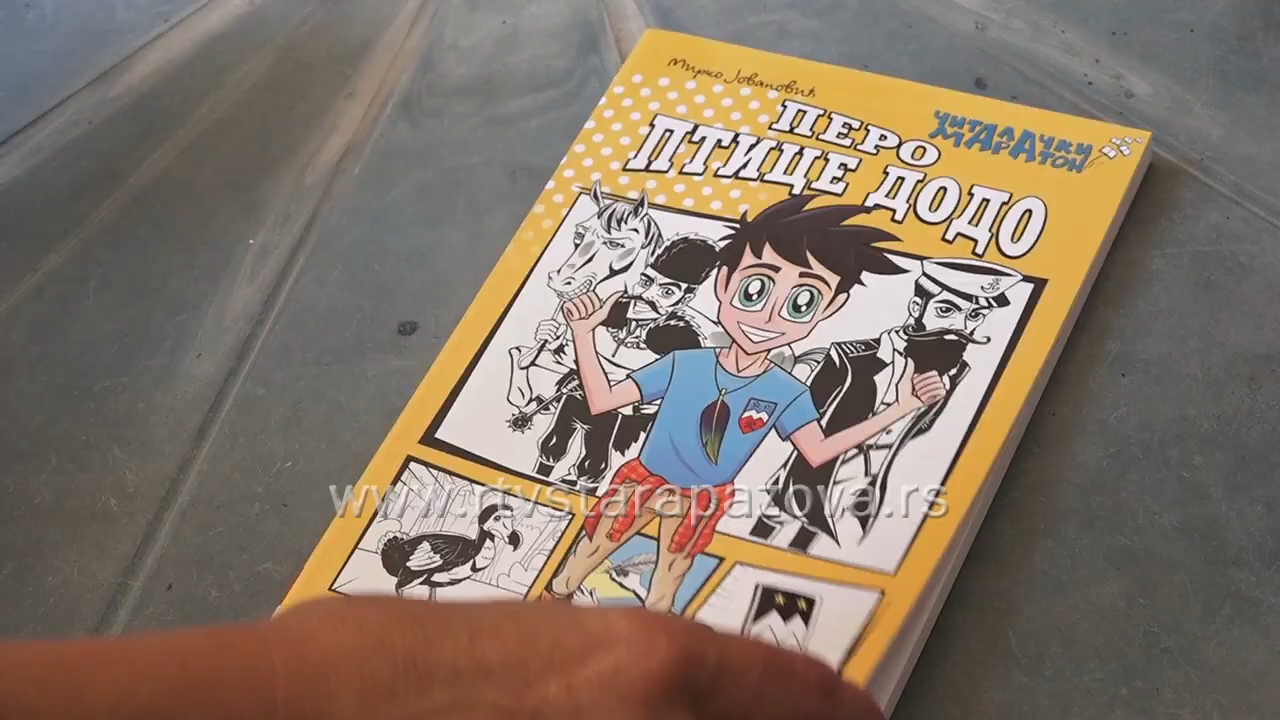 Мирко Јовановић
ПЕРО
ПТИЦЕ ДОДО
ЧИТАЛАЧКИ
МАРАТОН
www.rtvstarapazova.rs